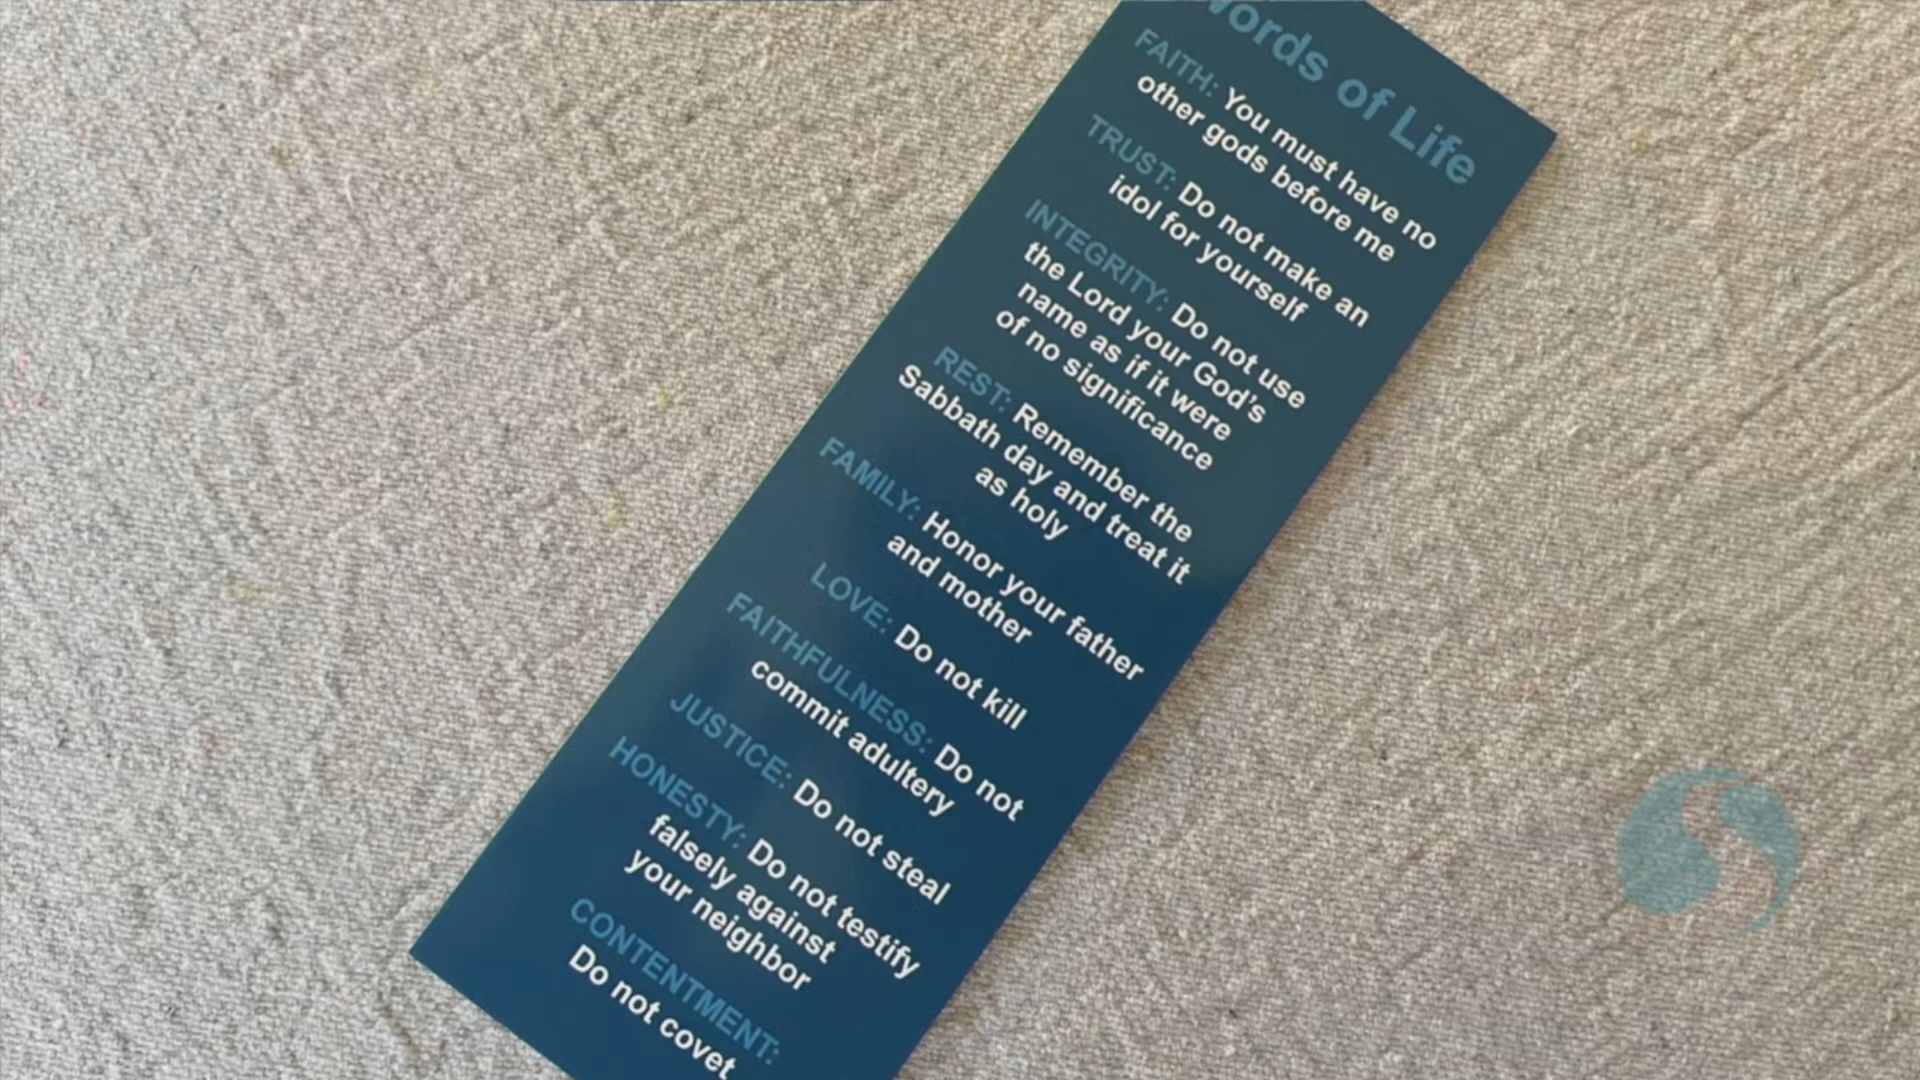 Words of Life
FAITH: You must have no
other gods before me
TRUST: Do not make an
idol for yourself
INTEGRITY: Do not use
the Lord your God's
name as if it were
of no significance
REST: Remember the
Sabbath day and treat it
as holy
FAMILY: Honor your father
and mother
LOVE: Do not kill
FAITHFULNESS: Do not
commit adultery
JUSTICE: Do not steal
HONESTY: Do not testify
falsely against
your neighbor
CONTENTMENT:
Do not covet